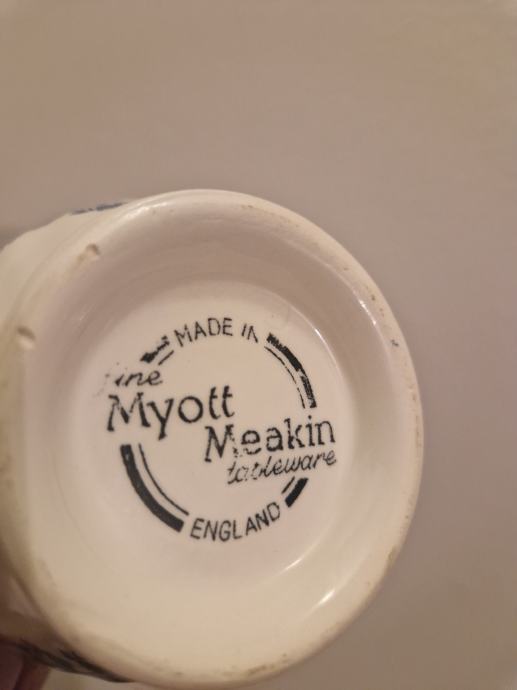 MADE IN
fine
Myott
Meakin
tableware
ENGLAND